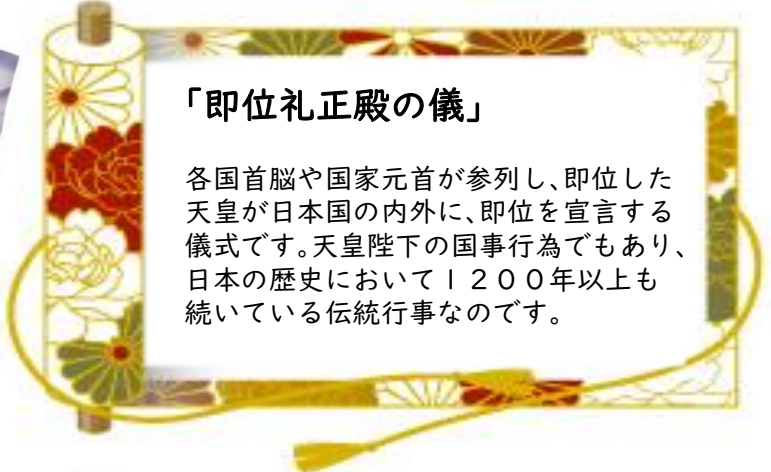 「即位礼正殿の儀」
各国首脳や国家元首が参列し、即位した
天皇が日本国の内外に、即位を宣言する
儀式です。天皇陛下の国事行為でもあり、
日本の歴史において１２００年以上も
続いている伝統行事なのです。